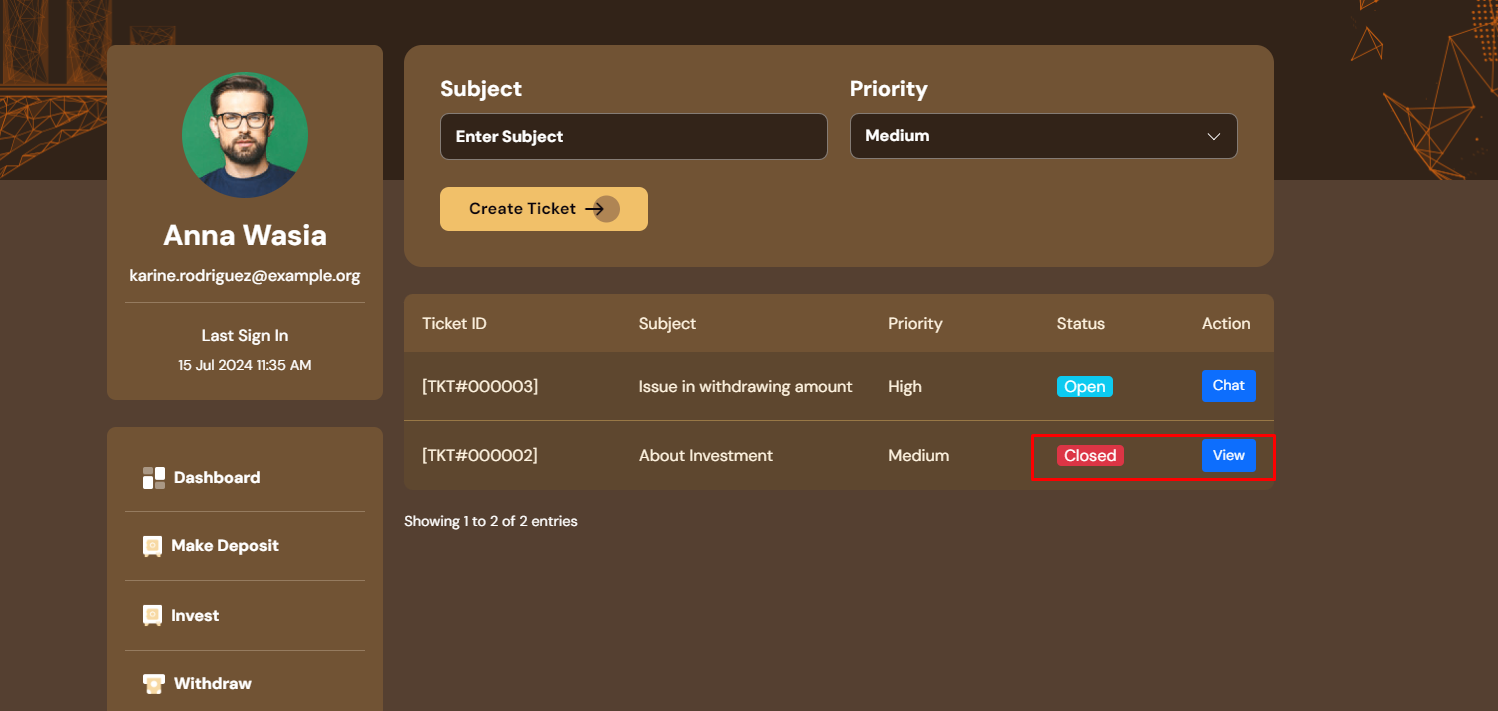 Anna Wasia
karine.rodriguez@example.org
Last Sign In
15 Jul 2024 11:35 AM
Dashboard
Make Deposit
Invest
Withdraw
Subject Priority
Enter Subject Medium
Create Ticket
Ticket ID Subject Priority Status Action
[TKT#000003] Issue in withdrawing amount High Open Chat
[TKT#000002] About Investment Medium Closed View
Showing 1 to 2 of 2 entries